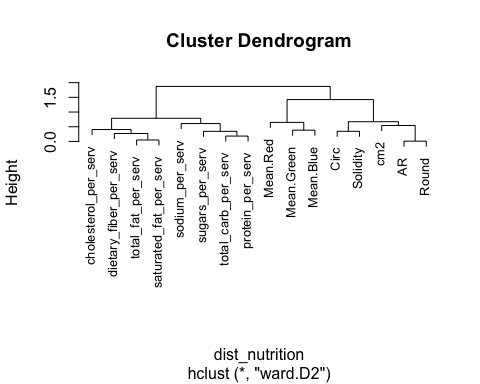 Cluster Dendrogram
Height
0.0
1.5
cholesterol_per_serv
dietary_fiber_per_serv
total_fat_per_serv
saturated_fat_per_serv
sodium_per_serv
sugars_per_serv
total_carb_per_serv
protein_per_serv
Mean.Red
Mean.Green
Mean.Blue
Circ
Solidity
cm2
AR
Round
dist_nutrition
hclust (*, "ward.D2")